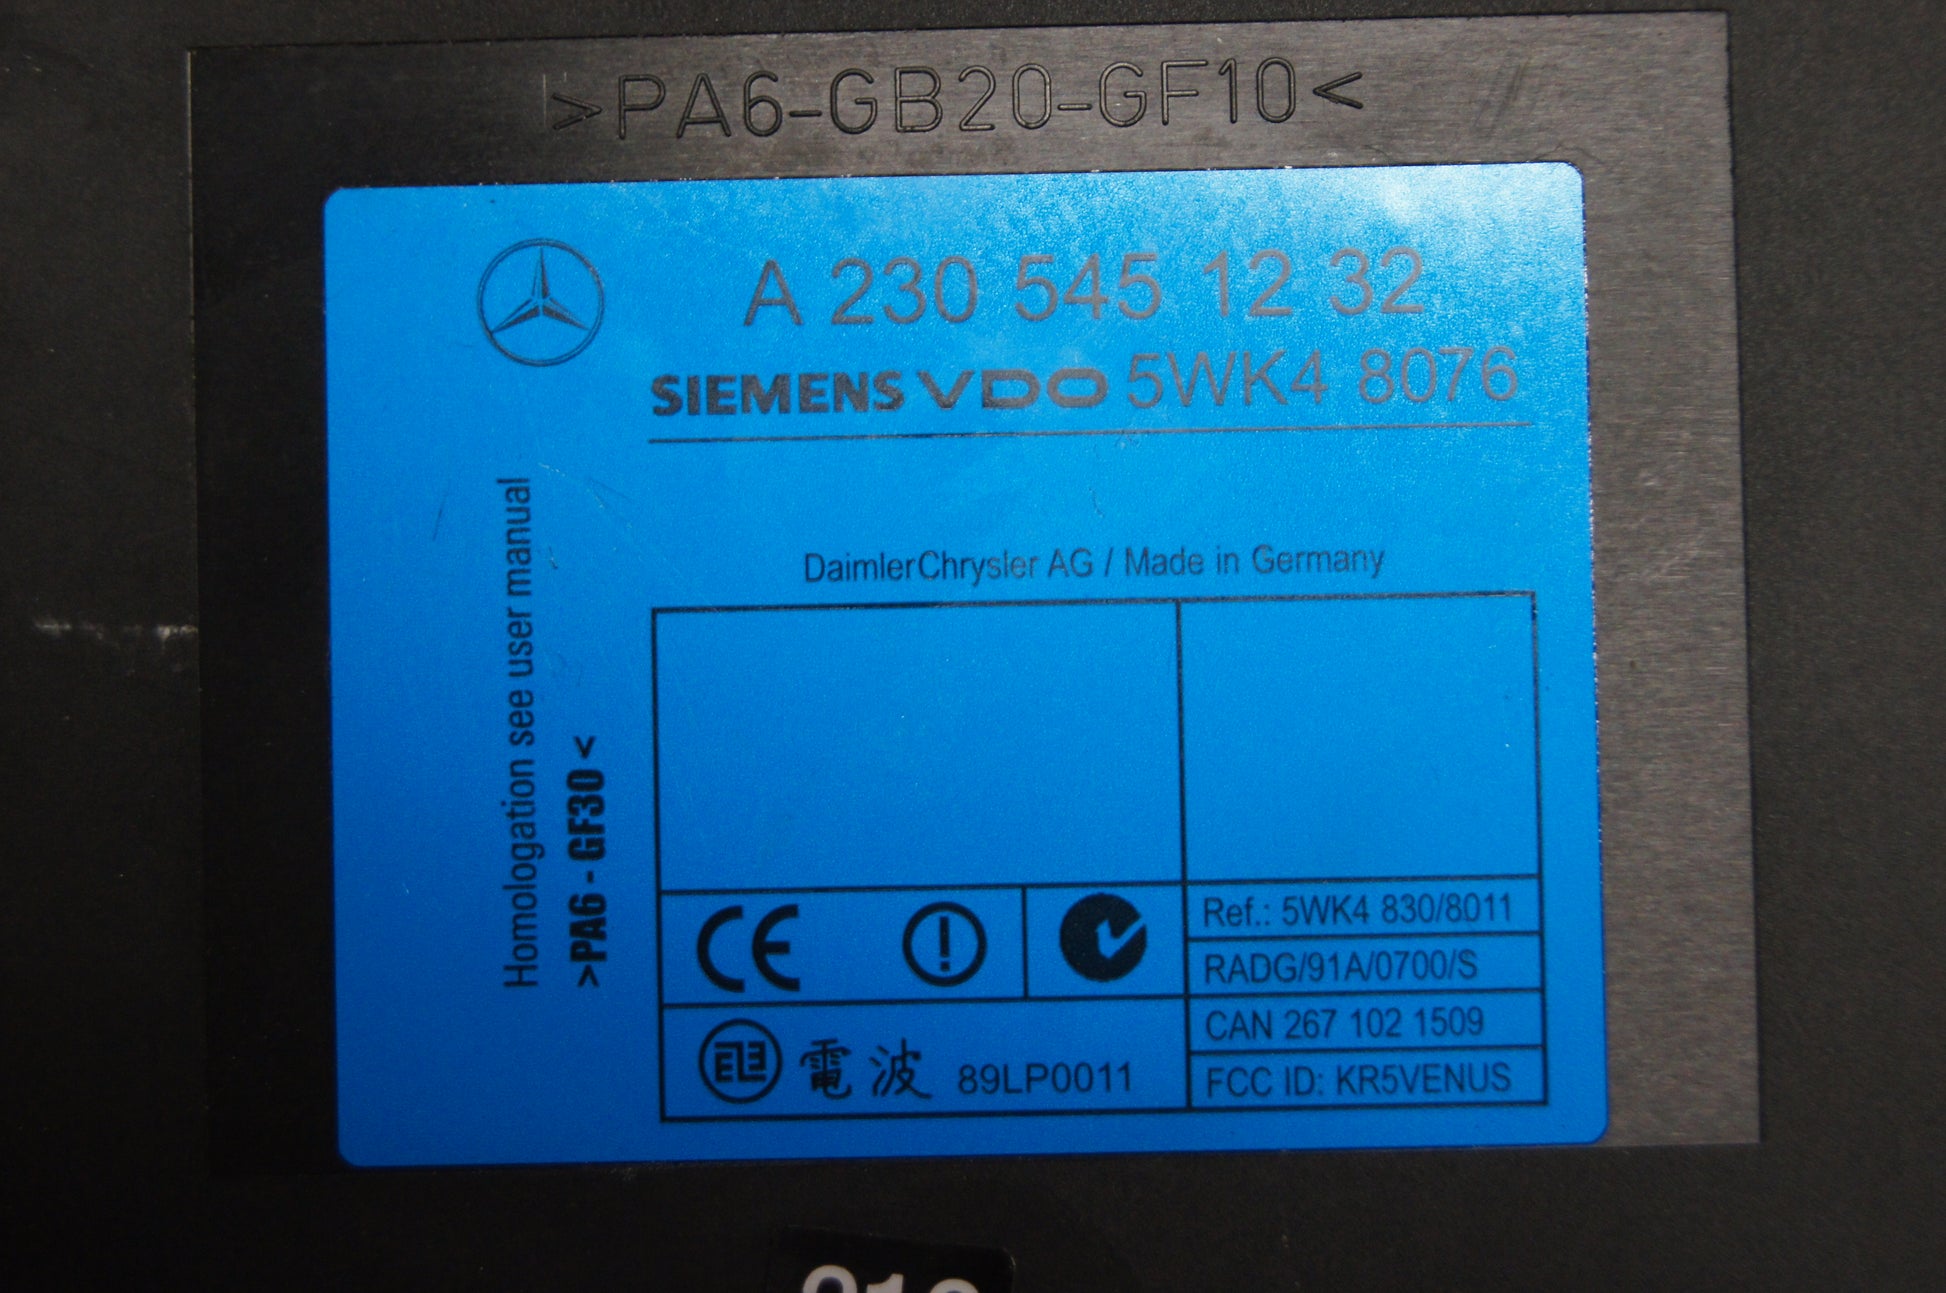 >PA6-GB20-GF10<
A 230 545 12 32
SIEMENS VDO 5WK4 8076
Homologation see user manual
>PA6 - GF30<
DaimlerChrysler AG / Made in Germany
CE
Ref.: 5WK4 830/8011
RADG/91A/0700/S
電波 89LP0011
CAN 267 102 1509
FCC ID: KR5VENUS